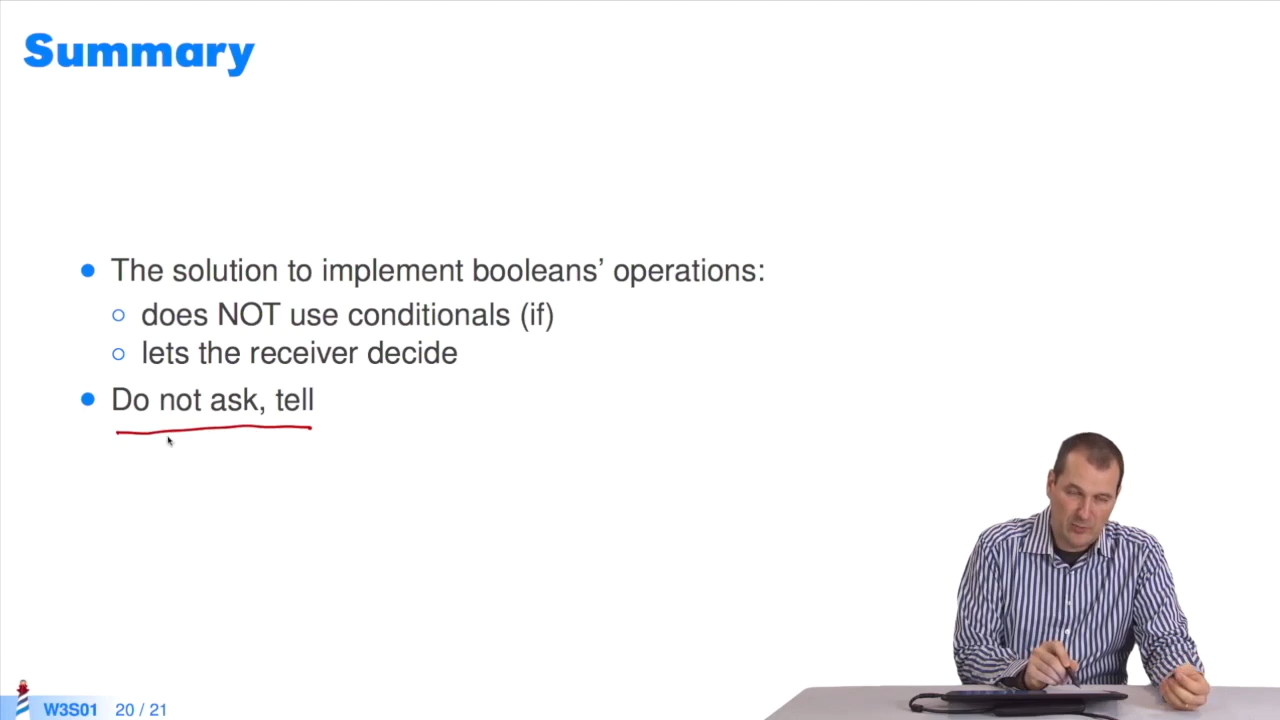 Summary
The solution to implement booleans’ operations:
does NOT use conditionals (if)
lets the receiver decide
Do not ask, tell
W3S01 20 / 21